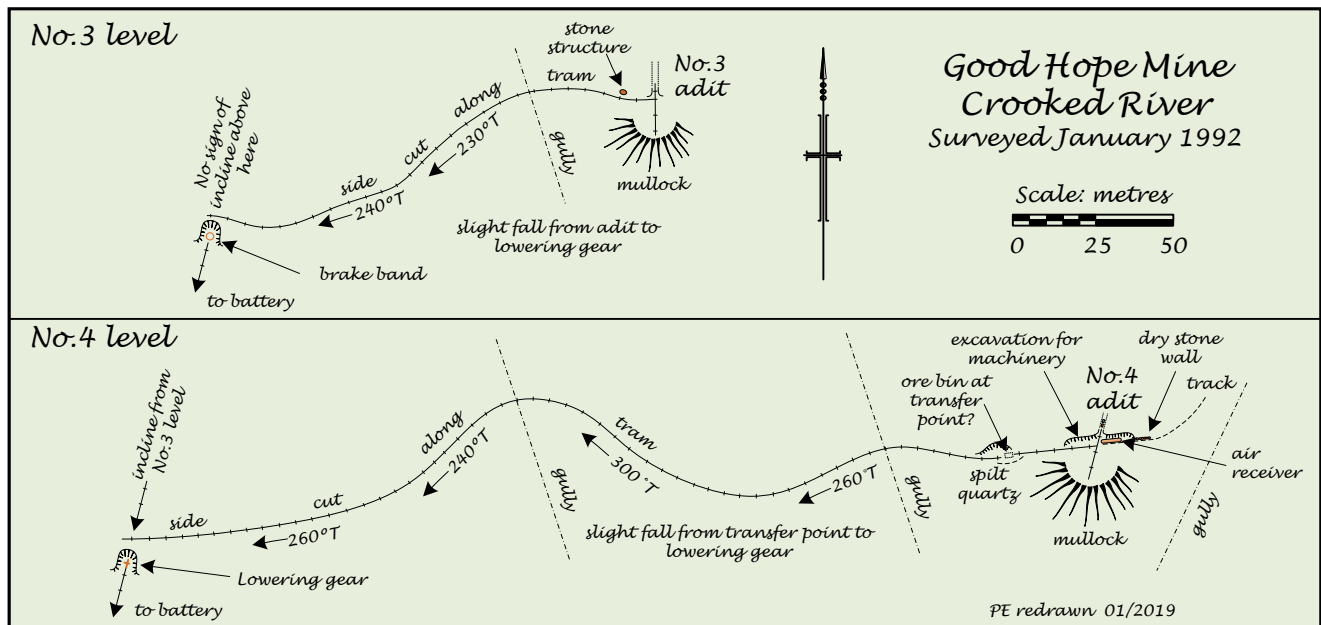 No.3 level
stone
structure
tram
No.3
adit
along
cut
side
230°T
240°T
gully
mullock
No sign of
incline above
here
slight fall from adit to
lowering gear
brake band
to battery
Good Hope Mine
Crooked River
Surveyed January 1992
Scale: metres
0 25 50
No.4 level
incline from
No.3 level
side
cut
along
tram
260°T
240°T
300°T
260°T
gully
gully
gully
ore bin at
transfer
point?
excavation for
machinery
No.4
adit
dry stone
wall
track
air
receiver
spilt
quartz
mullock
slight fall from transfer point to
lowering gear
Lowering gear
to battery
PE redrawn 01/2019